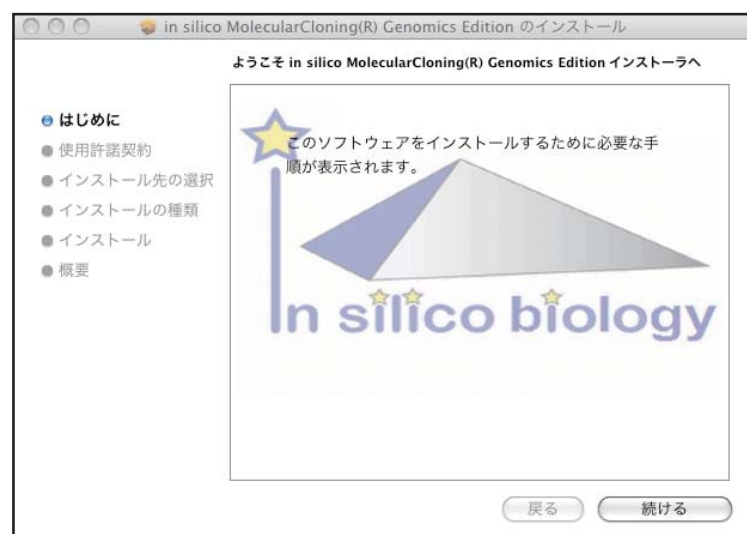 in silico MolecularCloning(R) Genomics Edition のインストール
ようこそ in silico MolecularCloning(R) Genomics Edition インストーラへ
はじめに
使用許諾契約
インストール先の選択
インストールの種類
インストール
概要
このソフトウェアをインストールするために必要な手
順が表示されます。
In silico biology
戻る
続ける